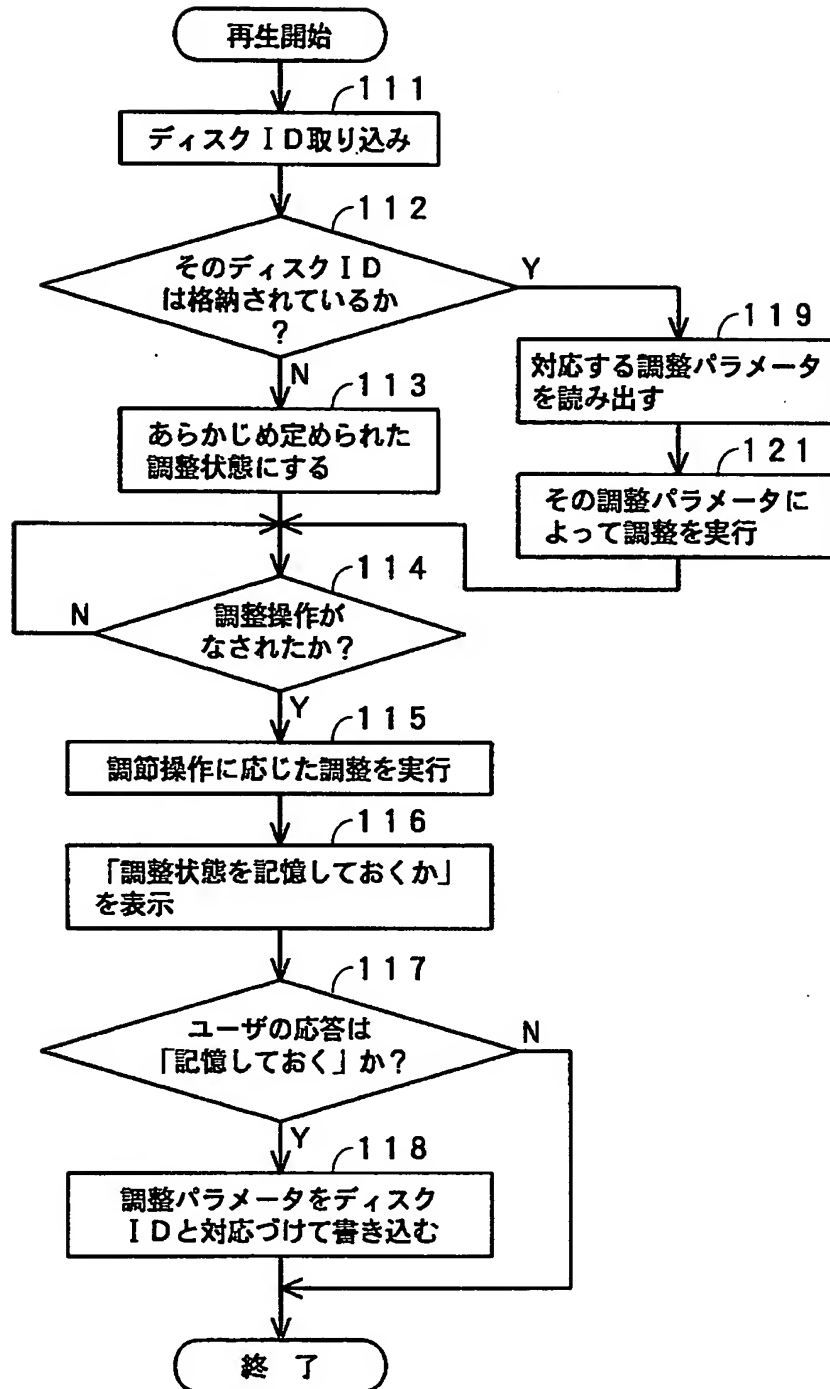 再生開始
111
ディスクID取り込み
112
そのディスクID
は格納されているか
?
Y
N
119
対応する調整パラメータ
を読み出す
121
その調整パラメータに
よって調整を実行
113
あらかじめ定められた
調整状態にする
114
調整操作が
なされたか?
N
Y
115
調節操作に応じた調整を実行
116
「調整状態を記憶しておくか」
を表示
117
ユーザの応答は
「記憶しておく」か?
N
Y
118
調整パラメータをディスク
IDと対応づけて書き込む
終 了